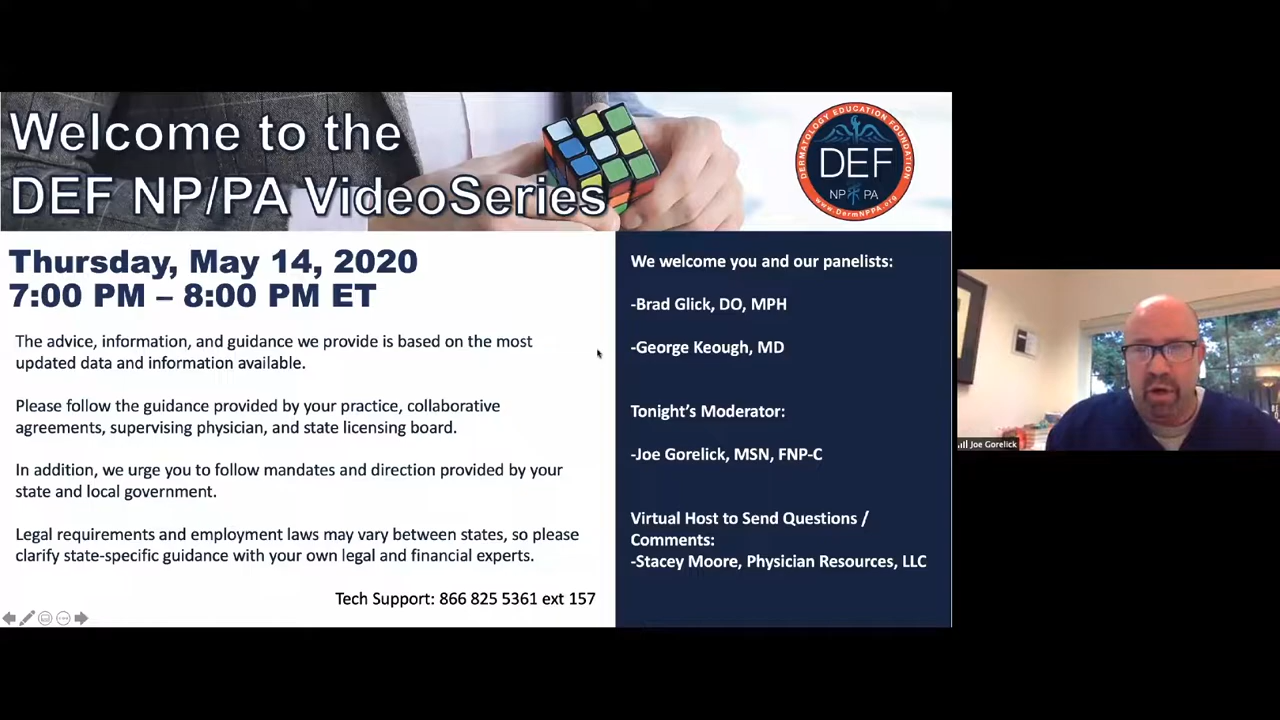 Welcome to the
DEF NP/PA VideoSeries
DERMATOLOGY EDUCATION FOUNDATION
DEF
NP PA
www.DermNPPA.org
Thursday, May 14, 2020
7:00 PM – 8:00 PM ET
The advice, information, and guidance we provide is based on the most
updated data and information available.
Please follow the guidance provided by your practice, collaborative
agreements, supervising physician, and state licensing board.
In addition, we urge you to follow mandates and direction provided by your
state and local government.
Legal requirements and employment laws may vary between states, so please
clarify state-specific guidance with your own legal and financial experts.
Tech Support: 866 825 5361 ext 157
We welcome you and our panelists:
-Brad Glick, DO, MPH
-George Keough, MD
Tonight’s Moderator:
-Joe Gorelick, MSN, FNP-C
Virtual Host to Send Questions /
Comments:
-Stacey Moore, Physician Resources, LLC
Joe Gorelick